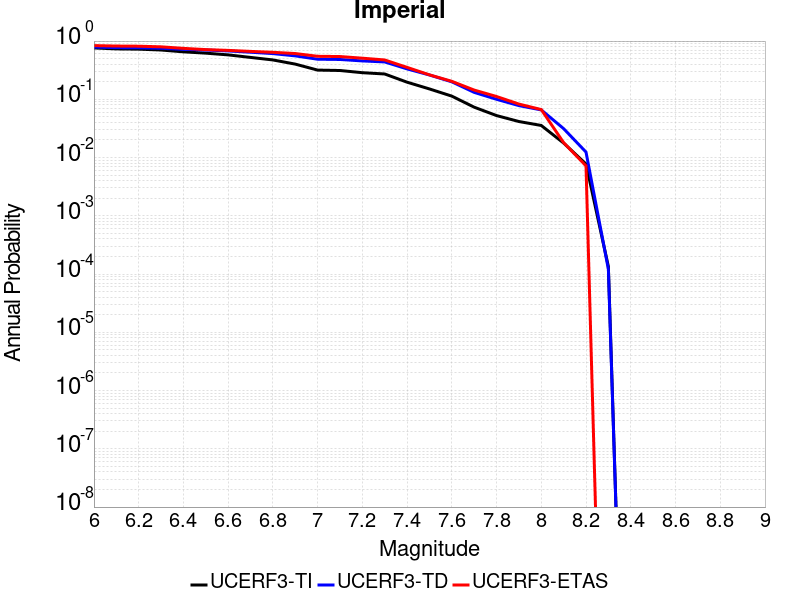 Imperial
10^0
10^-1
10^-2
10^-3
10^-4
10^-5
10^-6
10^-7
10^-8
Annual Probability
6 6.2 6.4 6.6 6.8 7 7.2 7.4 7.6 7.8 8 8.2 8.4 8.6 8.8 9
Magnitude
UCERF3-TI UCERF3-TD UCERF3-ETAS